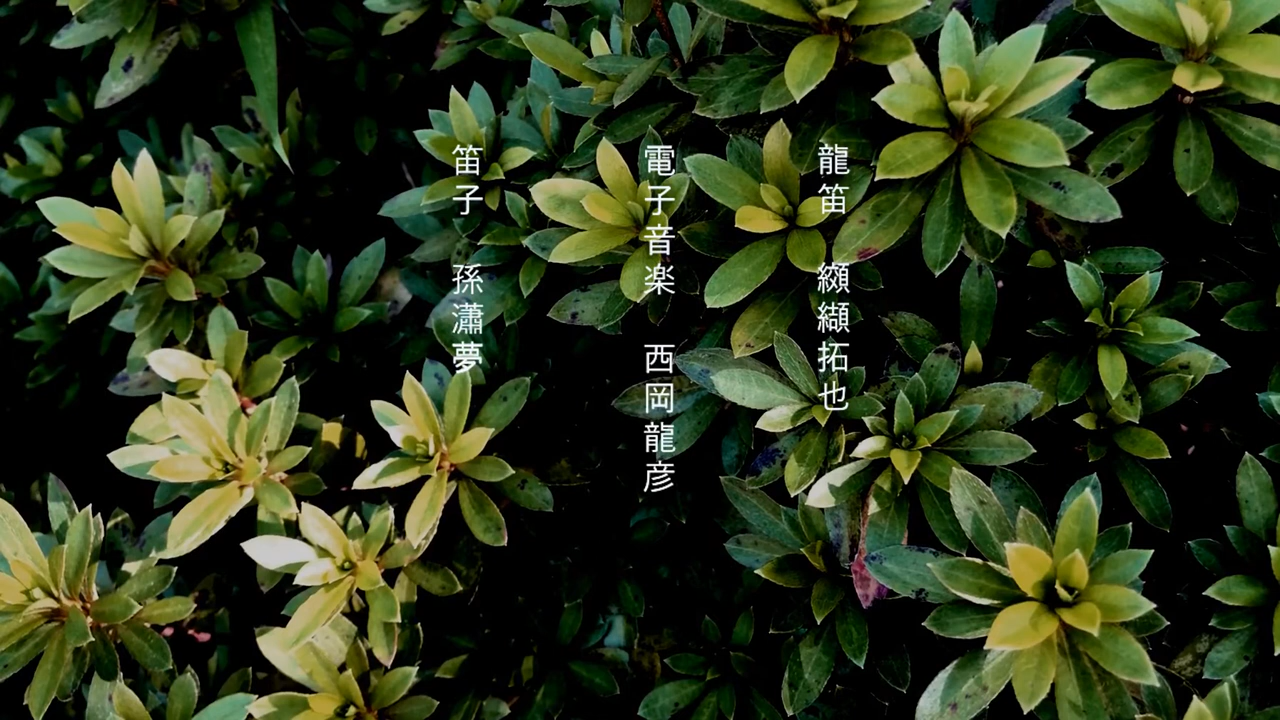 龍笛 纐纈拓也
電子音楽 西岡龍彦
笛子 孫瀟夢